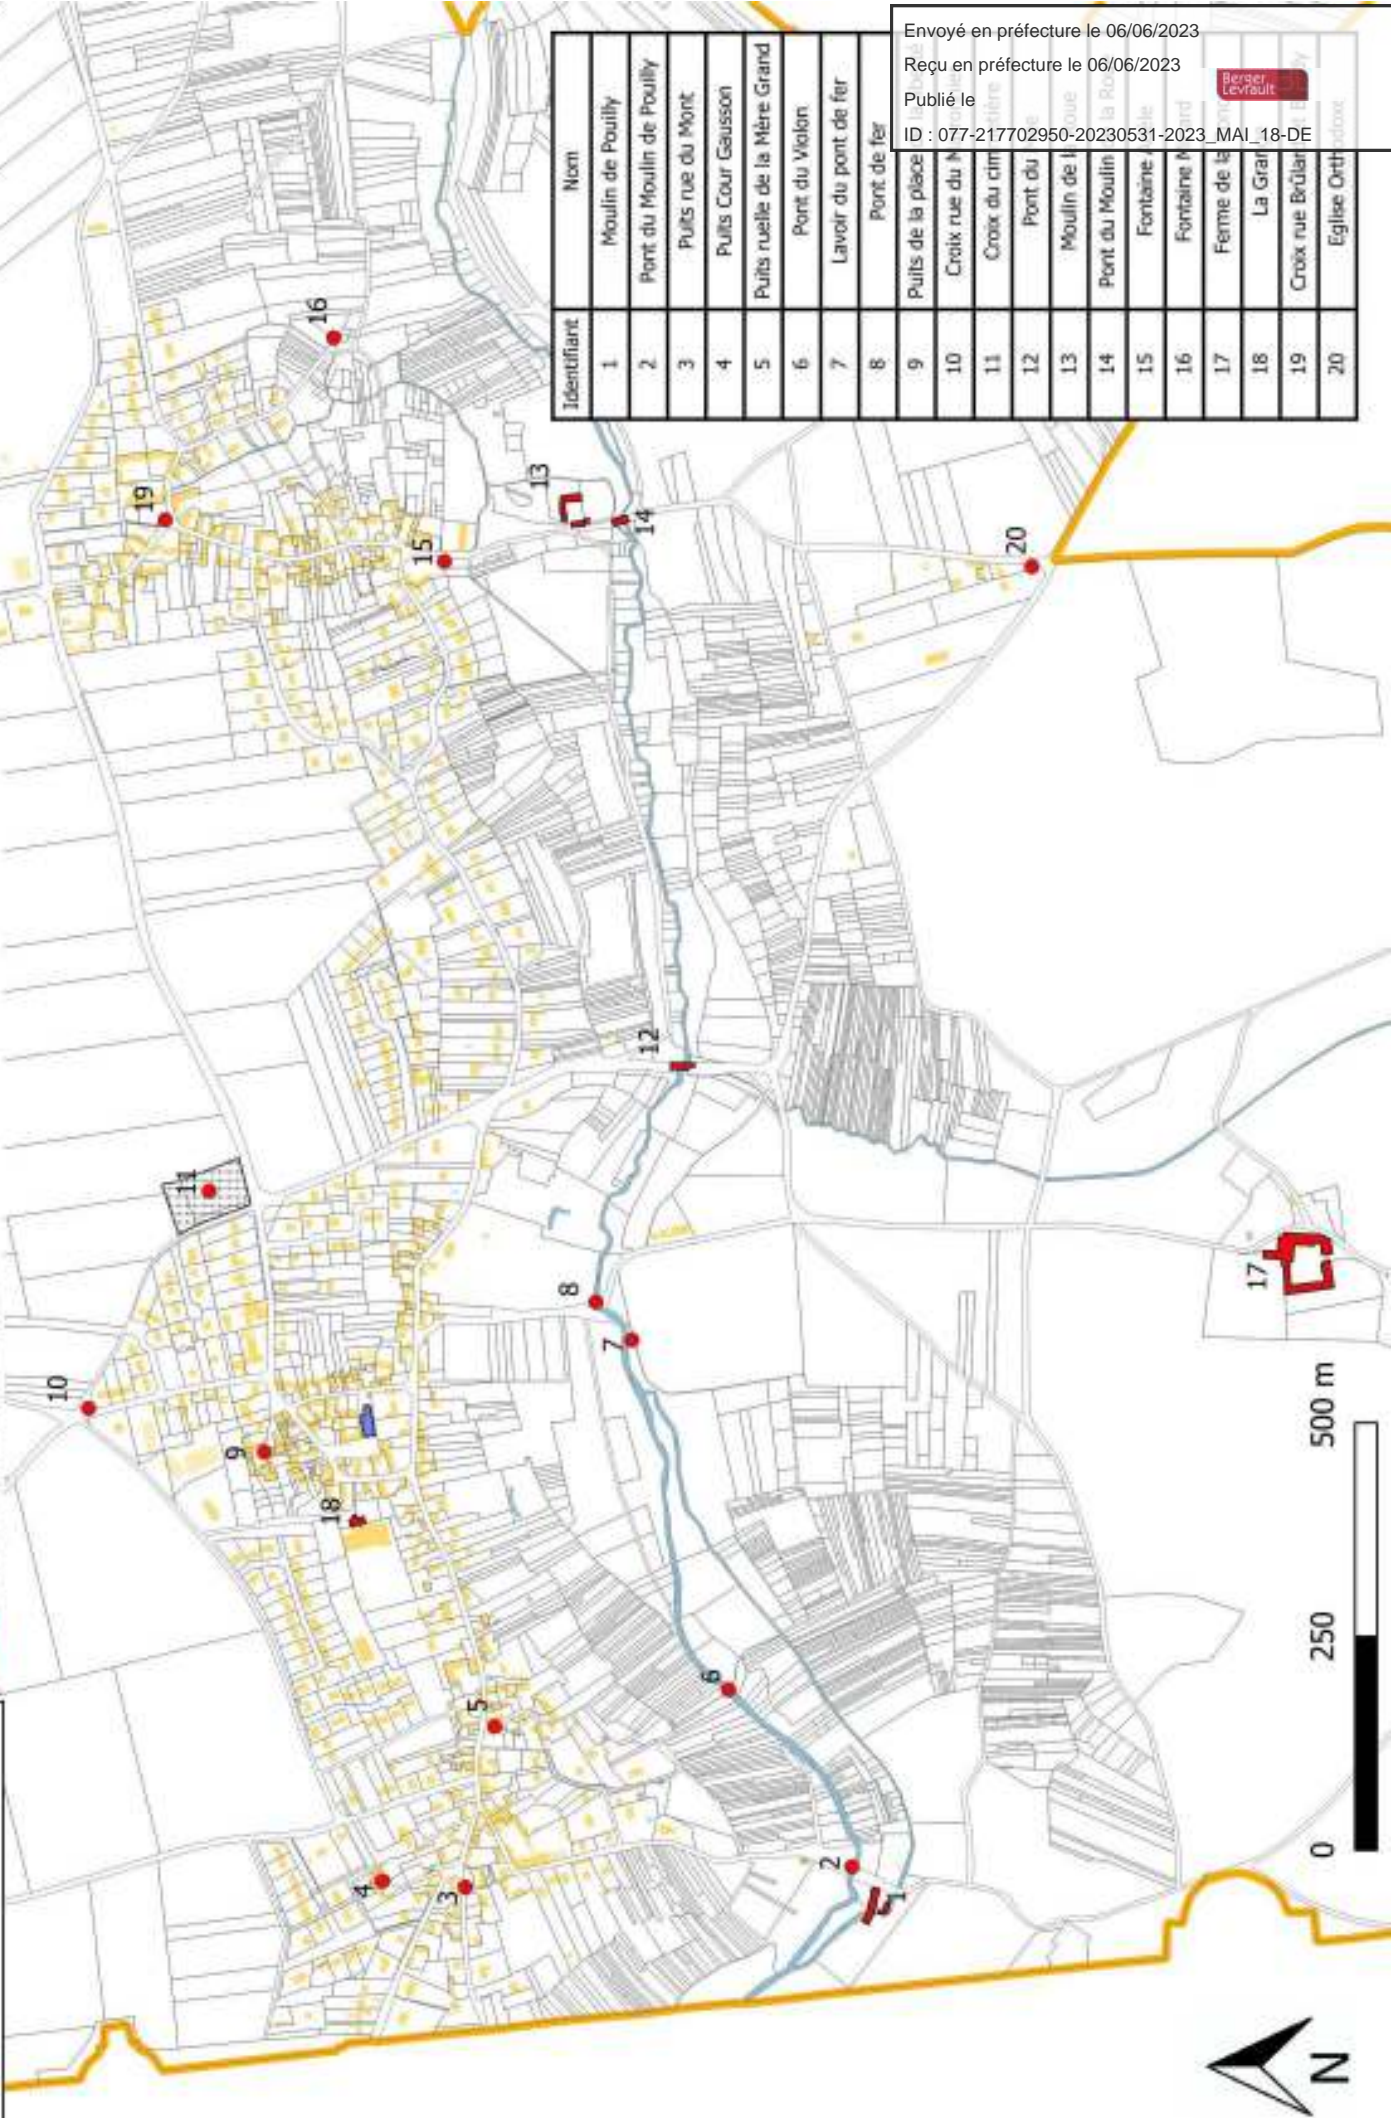 Envoyé en préfecture le 06/06/2023
Reçu en préfecture le 06/06/2023
Publié le
Berger
Levrault
ID : 077-217702950-20230531-2023_MAI_18-DE
Identifiant Nom
1 Moulin de Pouilly
2 Pont du Moulin de Pouilly
3 Puits rue du Mont
4 Puits Cour Gausson
5 Puits ruelle de la Mère Grand
6 Pont du Violon
7 Lavoir du pont de fer
8 Pont de fer
9 Puits de la place
10 Croix rue du
11 Croix du
12 Pont du
13 Moulin de
14 Pont du Moulin la
15 Fontaine
16 Fontaine
17 Ferme de la
18 La
19 Croix rue
20 Eglise Orthodoxe
16
19
15
13
14
20
12
11
10
9
18
8
7
17
6
5
4
3
2
1
0 250 500 m
N